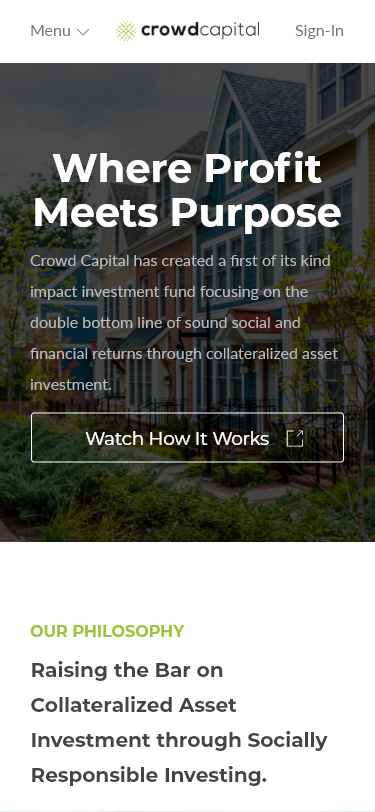 Menu
crowdcapital
Sign-In
Where Profit
Meets Purpose
Crowd Capital has created a first of its kind
impact investment fund focusing on the
double bottom line of sound social and
financial returns through collateralized asset
investment.
Watch How It Works
OUR PHILOSOPHY
Raising the Bar on
Collateralized Asset
Investment through Socially
Responsible Investing.